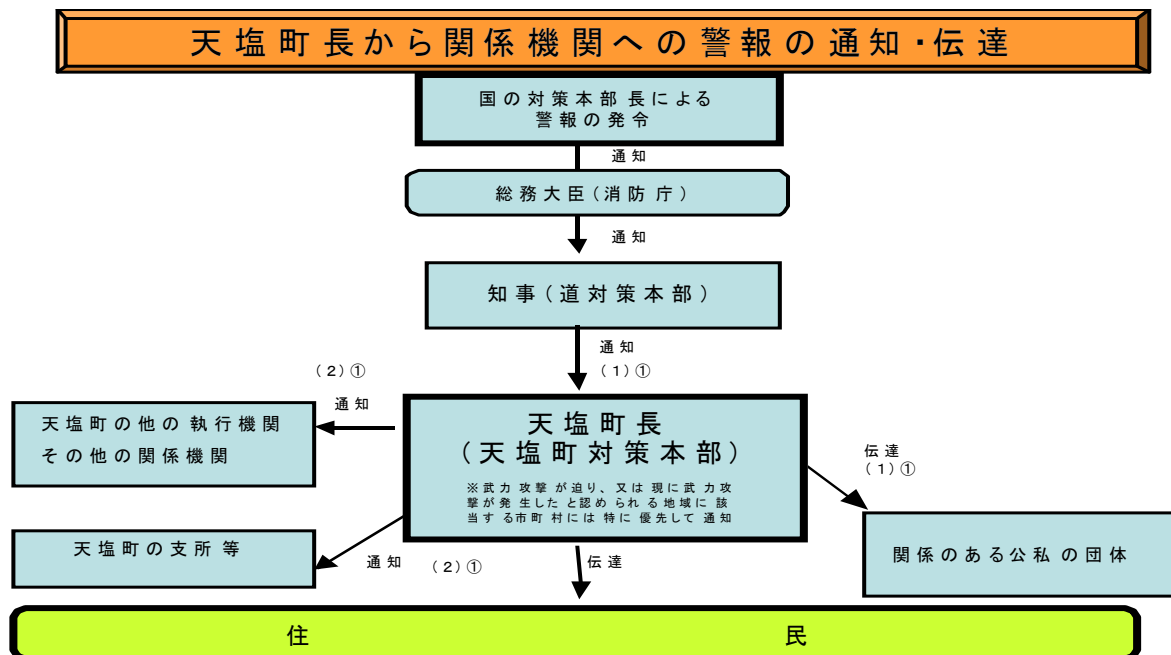 天塩町長から関係機関への警報の通知・伝達
国の対策本部長による
警報の発令
通知
総務大臣(消防庁)
通知
知事(道対策本部)
通知
(1)①
(2)①
通知
天塩町の他の執行機関
その他の関係機関
天塩町長
(天塩町対策本部)
※武力攻撃が迫り、又は現に武力攻
撃が発生したと認められる地域に該
当する市町村には特に優先して通知
伝達
(1)①
天塩町の支所等
通知 (2)①
伝達
関係のある公私の団体
住民